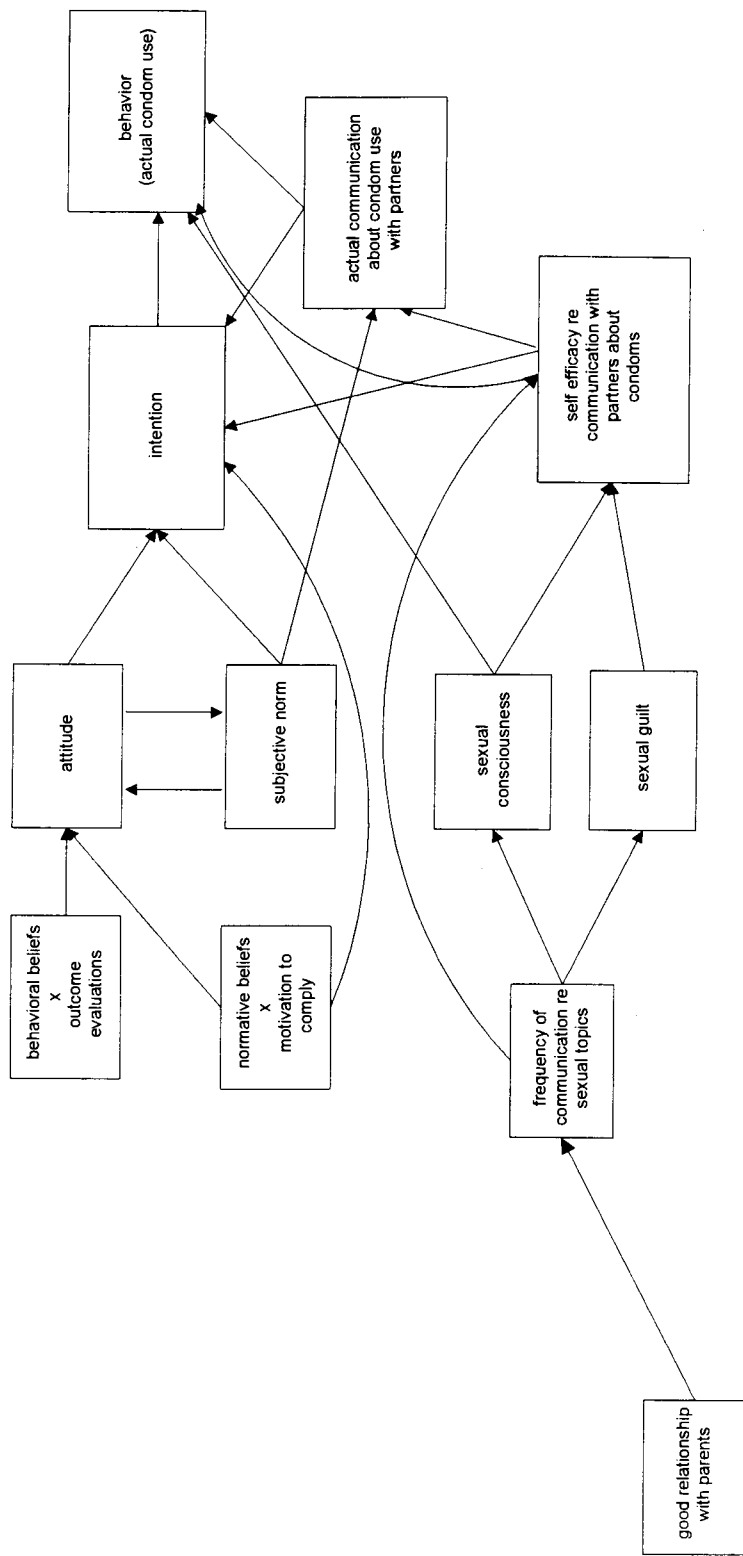 behavioral beliefs
x
outcome
evaluations
normative beliefs
x
motivation to
comply
attitude
subjective norm
intention
behavior
(actual condom use)
actual communication
about condom use
with partners
self efficacy re
communication with
partners about
condoms
sexual
consciousness
sexual guilt
frequency of
communication re
sexual topics
good relationship
with parents